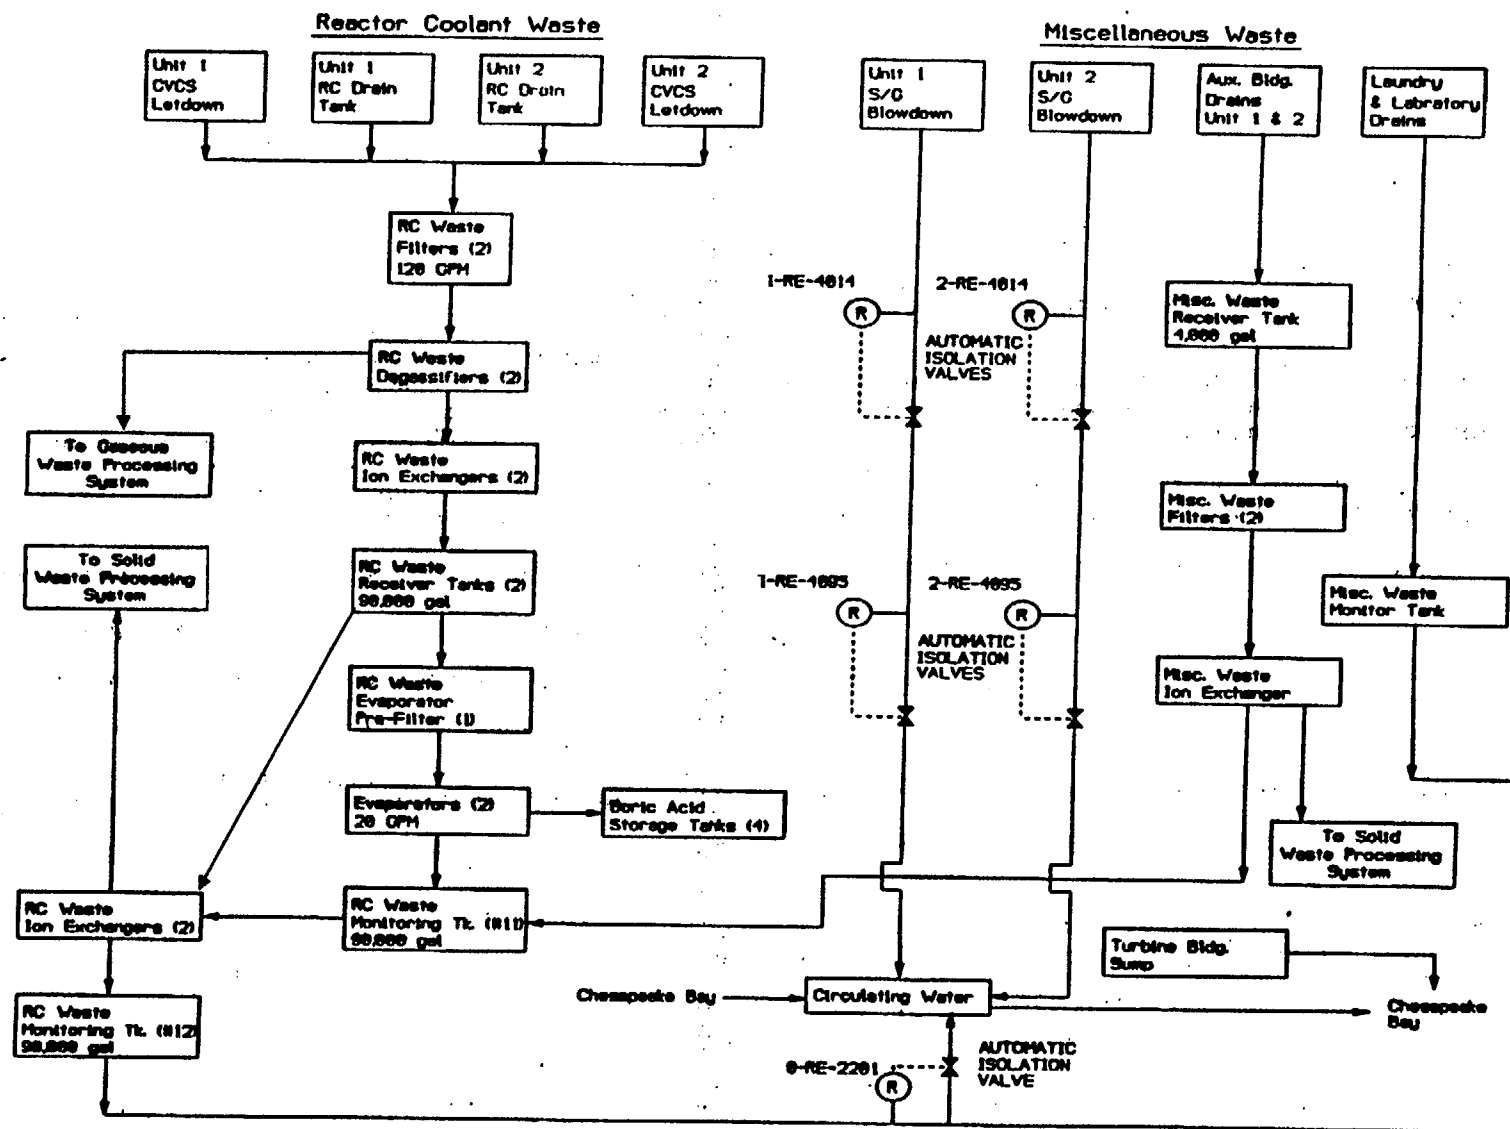 Reactor Coolant Waste
Miscellaneous Waste
Unit 1
CVCS
Letdown
Unit 1
RC Drain
Tank
Unit 2
RC Drain
Tank
Unit 2
CVCS
Letdown
Unit 1
S/G
Blowdown
Unit 2
S/G
Blowdown
Aux. Bldg.
Drains
Unit 1 & 2
Laundry
& Labratory
Drains
RC Waste
Filters (2)
120 GPM
1-RE-4014
2-RE-4014
R
R
AUTOMATIC
ISOLATION
VALVES
Misc. Waste
Receiver Tank
4,000 gal
RC Waste
Degassifiers (2)
To Gaseous
Waste Processing
System
RC Waste
Ion Exchangers (2)
Misc. Waste
Filters (2)
To Solid
Waste Processing
System
RC Waste
Receiver Tanks (2)
90,000 gal
1-RE-4095
2-RE-4095
R
R
AUTOMATIC
ISOLATION
VALVES
Misc. Waste
Monitor Tank
RC Waste
Evaporator
Pre-Filter (1)
Misc. Waste
Ion Exchanger
Evaporators (2)
20 GPM
Boric Acid
Storage Tanks (4)
To Solid
Waste Processing
System
RC Waste
Ion Exchangers (2)
RC Waste
Monitoring Tk. (#11)
90,000 gal
Turbine Bldg.
Sump
Chesapeake Bay
Circulating Water
Chesapeake
Bay
RC Waste
Monitoring Tk. (#12)
90,000 gal
0-RE-2201
R
AUTOMATIC
ISOLATION
VALVE